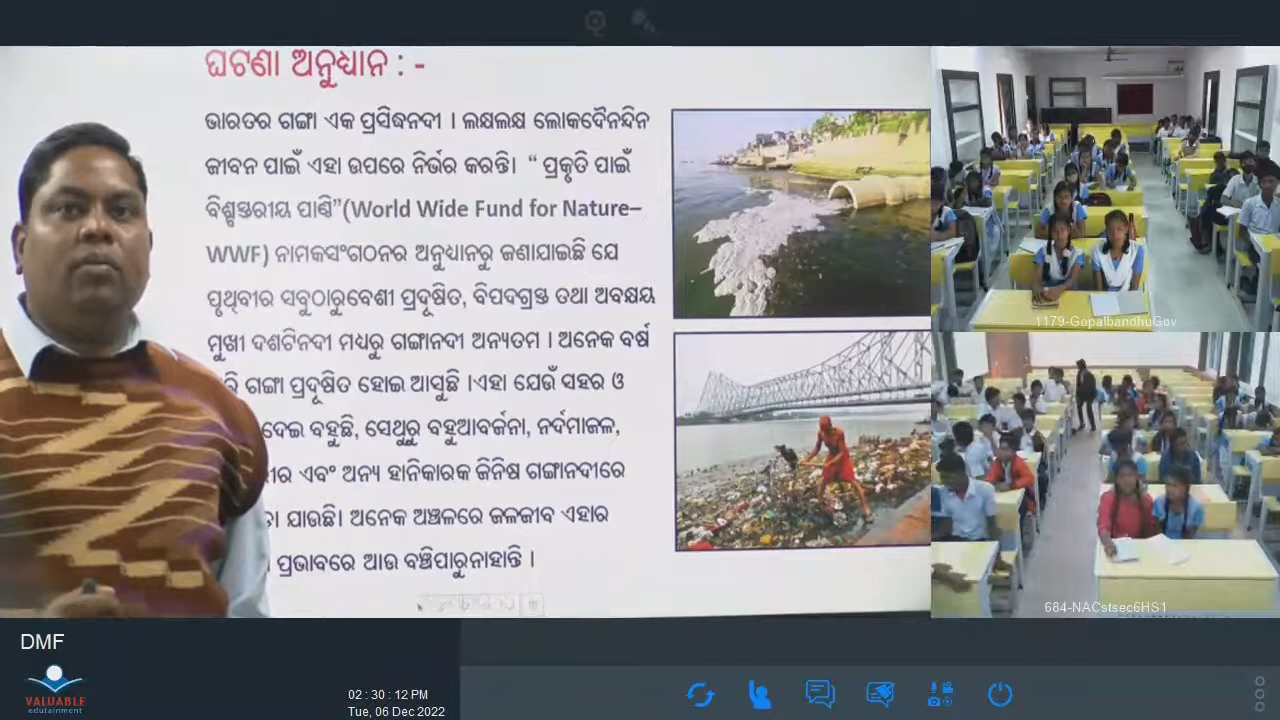 ଘଟଣା ଅନୁଧ୍ୟାନ : -
ଭାରତର ଗଙ୍ଗା ଏକ ପ୍ରସିଦ୍ଧନଦୀ । ଲକ୍ଷଲକ୍ଷ ଲୋକଦୈନନ୍ଦିନ
ଜୀବନ ପାଇଁ ଏହା ଉପରେ ନିର୍ଭର କରନ୍ତି। “ ପ୍ରକୃତି ପାଇଁ
ବିଶ୍ବସ୍ତରୀୟ ପାଣ୍ଠି”(World Wide Fund for Nature–
WWF) ନାମକସଂଗଠନର ଅନୁଧ୍ୟାନରୁ ଜଣାଯାଇଛି ଯେ
ପୃଥିବୀର ସବୁଠାରୁବେଶୀ ପ୍ରଦୂଷିତ, ବିପଦଗ୍ରସ୍ତ ତଥା ଅବକ୍ଷୟ
ମୁଖୀ ଦଶଟିନଦୀ ମଧ୍ୟରୁ ଗଙ୍ଗାନଦୀ ଅନ୍ୟତମ । ଅନେକ ବର୍ଷ
ଗଙ୍ଗା ପ୍ରଦୂଷିତ ହୋଇ ଆସୁଛି ।ଏହା ଯେଉଁ ସହର ଓ
ଦେଇ ବହୁଛି, ସେଥିରୁ ବହୁଆବର୍ଜନା, ନର୍ଦମାଜଳ,
ଏବଂ ଅନ୍ୟ ହାନିକାରକ ଜିନିଷ ଗଙ୍ଗାନଦୀରେ
ଯାଉଛି। ଅନେକ ଅଞ୍ଚଳରେ ଜଳଜୀବ ଏହାର
ପ୍ରଭାବରେ ଆଉ ବଞ୍ଚିପାରୁନାହାନ୍ତି ।
1179-GopalbandhuGov
684-NACstsec6HS1
DMF
VALUABLE
edutainment
02 : 30 : 12 PM
Tue, 06 Dec 2022